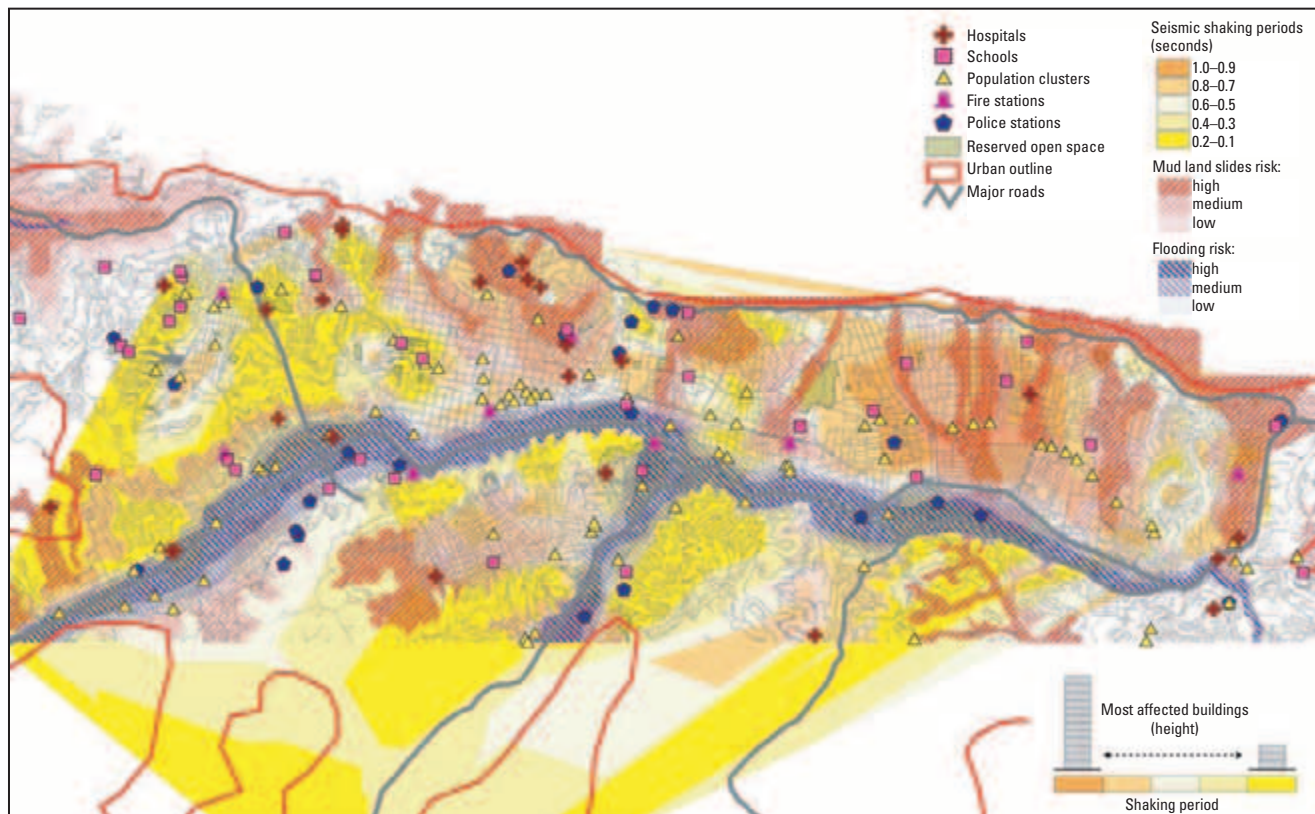 Hospitals
Schools
Population clusters
Fire stations
Police stations
Reserved open space
Urban outline
Major roads
Seismic shaking periods
(seconds)
1.0–0.9
0.8–0.7
0.6–0.5
0.4–0.3
0.2–0.1
Mud land slides risk:
high
medium
low
Flooding risk:
high
medium
low
Most affected buildings
(height)
Shaking period